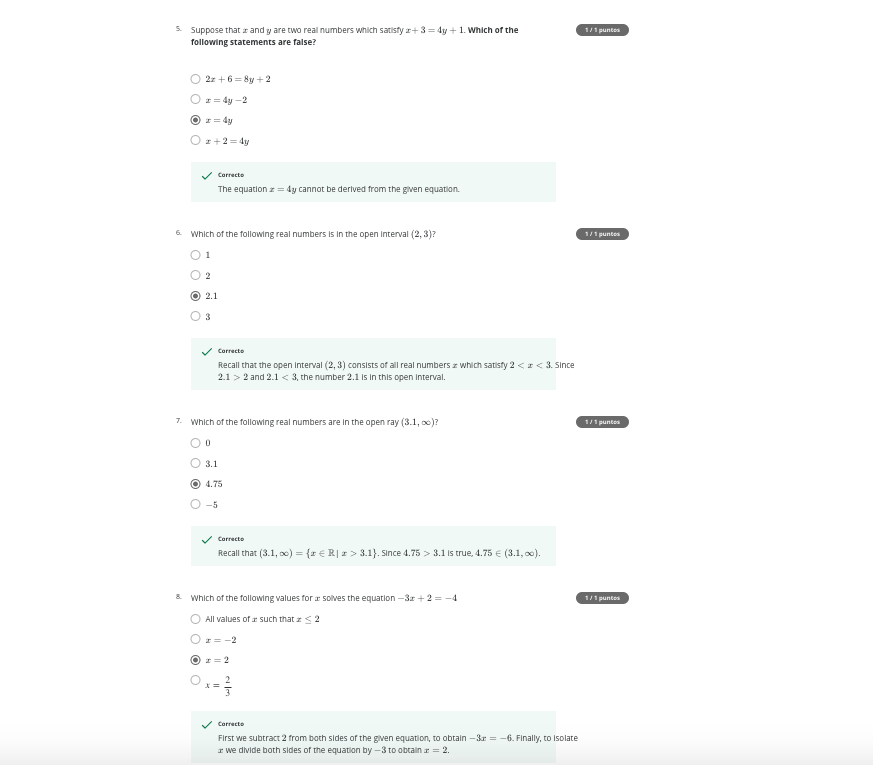 5. Suppose that x and y are two real numbers which satisfy x + 3 = 4y + 1. Which of the 1 / 1 puntos
following statements are false?
2x + 6 = 8y + 2
x = 4y − 2
x = 4y
x + 2 = 4y
Correcto
The equation x = 4y cannot be derived from the given equation.
6. Which of the following real numbers is in the open interval (2, 3)? 1 / 1 puntos
1
2
2.1
3
Correcto
Recall that the open interval (2, 3) consists of all real numbers x which satisfy 2 < x < 3. Since
2.1 > 2 and 2.1 < 3, the number 2.1 is in this open interval.
7. Which of the following real numbers are in the open ray (3.1, ∞)? 1 / 1 puntos
0
3.1
4.75
−5
Correcto
Recall that (3.1, ∞) = {x ∈ ℝ | x > 3.1}. Since 4.75 > 3.1 is true, 4.75 ∈ (3.1, ∞).
8. Which of the following values for x solves the equation −3x + 2 = −4 1 / 1 puntos
All values of x such that x ≤ 2
x = −2
x = 2
x = 2/3
Correcto
First we subtract 2 from both sides of the given equation, to obtain −3x = −6. Finally, to isolate
x we divide both sides of the equation by −3 to obtain x = 2.